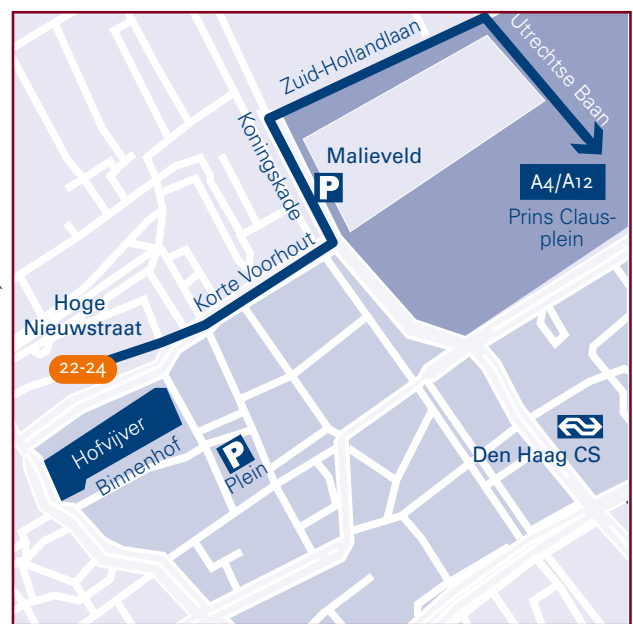 Zuid-Hollandlaan
Utrechtse Baan
Koningskade
Malieveld
P
A4/A12
Prins Claus-
plein
Korte Voorhout
Hoge
Nieuwstraat
22-24
Hofvijver
Binnenhof
P
Plein
Den Haag CS